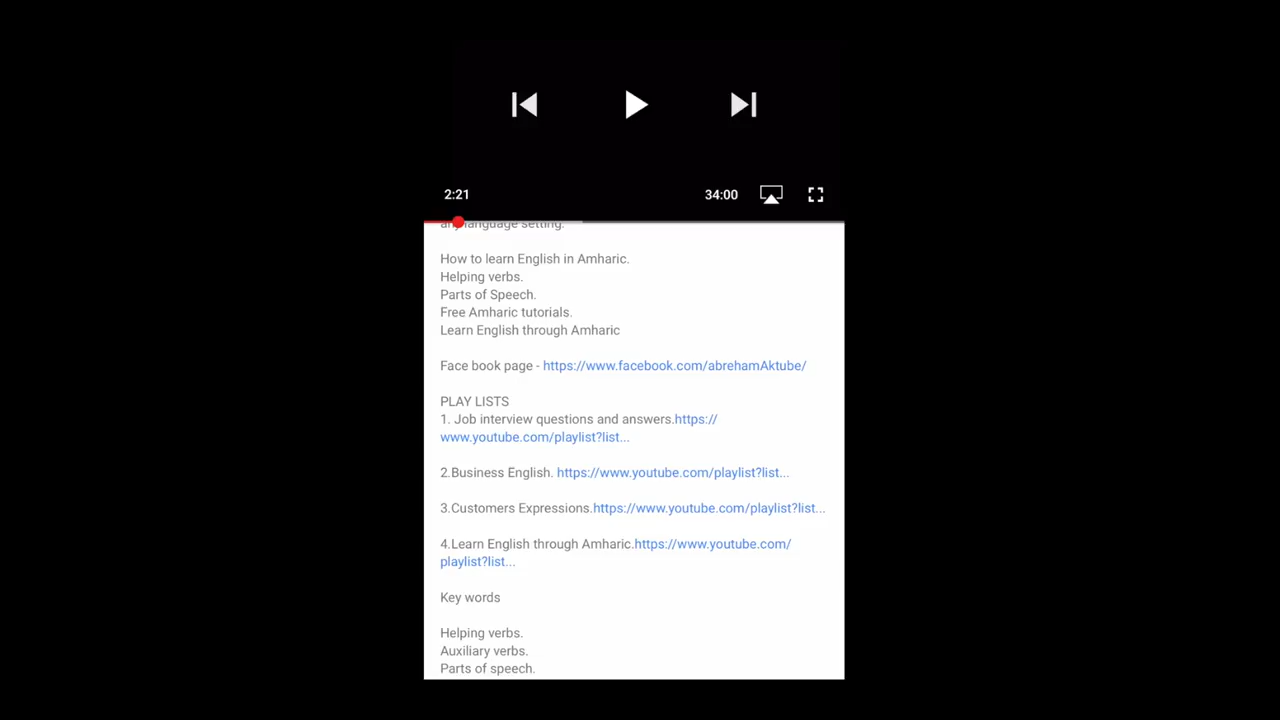 2:21
34:00
any language setting.
How to learn English in Amharic.
Helping verbs.
Parts of Speech.
Free Amharic tutorials.
Learn English through Amharic
Face book page - https://www.facebook.com/abrehamAktube/
PLAY LISTS
1. Job interview questions and answers.https://
www.youtube.com/playlist?list...
2.Business English. https://www.youtube.com/playlist?list...
3.Customers Expressions.https://www.youtube.com/playlist?list...
4.Learn English through Amharic.https://www.youtube.com/
playlist?list...
Key words
Helping verbs.
Auxiliary verbs.
Parts of speech.